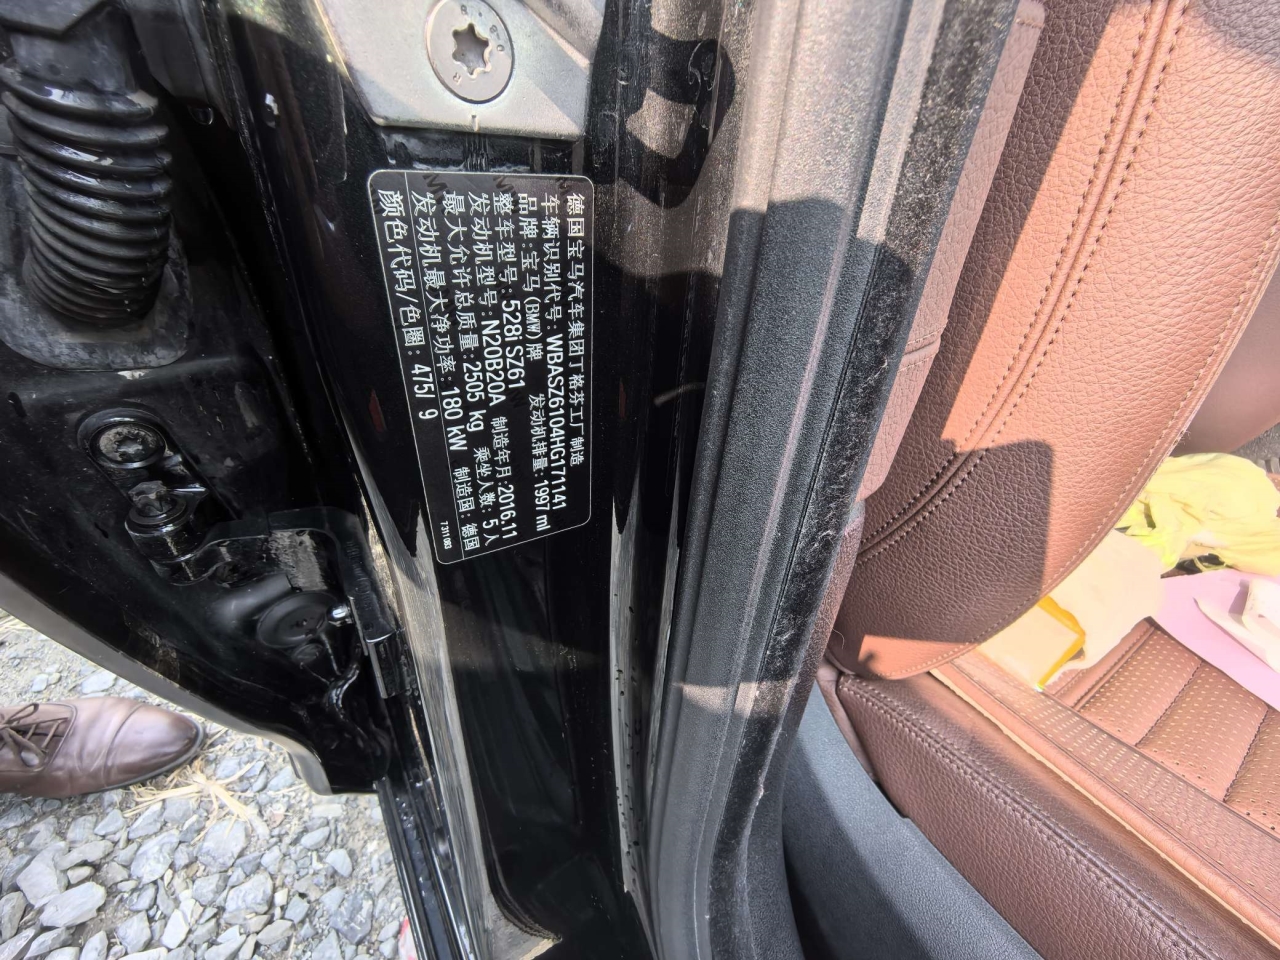 德国宝马汽车集团丁格芬工厂制造
车辆识别代号: WBASZ6104HG171141
品牌: 宝马(BMW)牌 发动机排量: 1997 ml
整车型号: 528i SZ61
发动机型号: N20B20A 制造年月: 2016.11
最大允许总质量: 2505 kg 乘坐人数: 5人
发动机最大净功率: 180 kW 制造国: 德国
颜色代码/色圈: 475/ 9
7311063